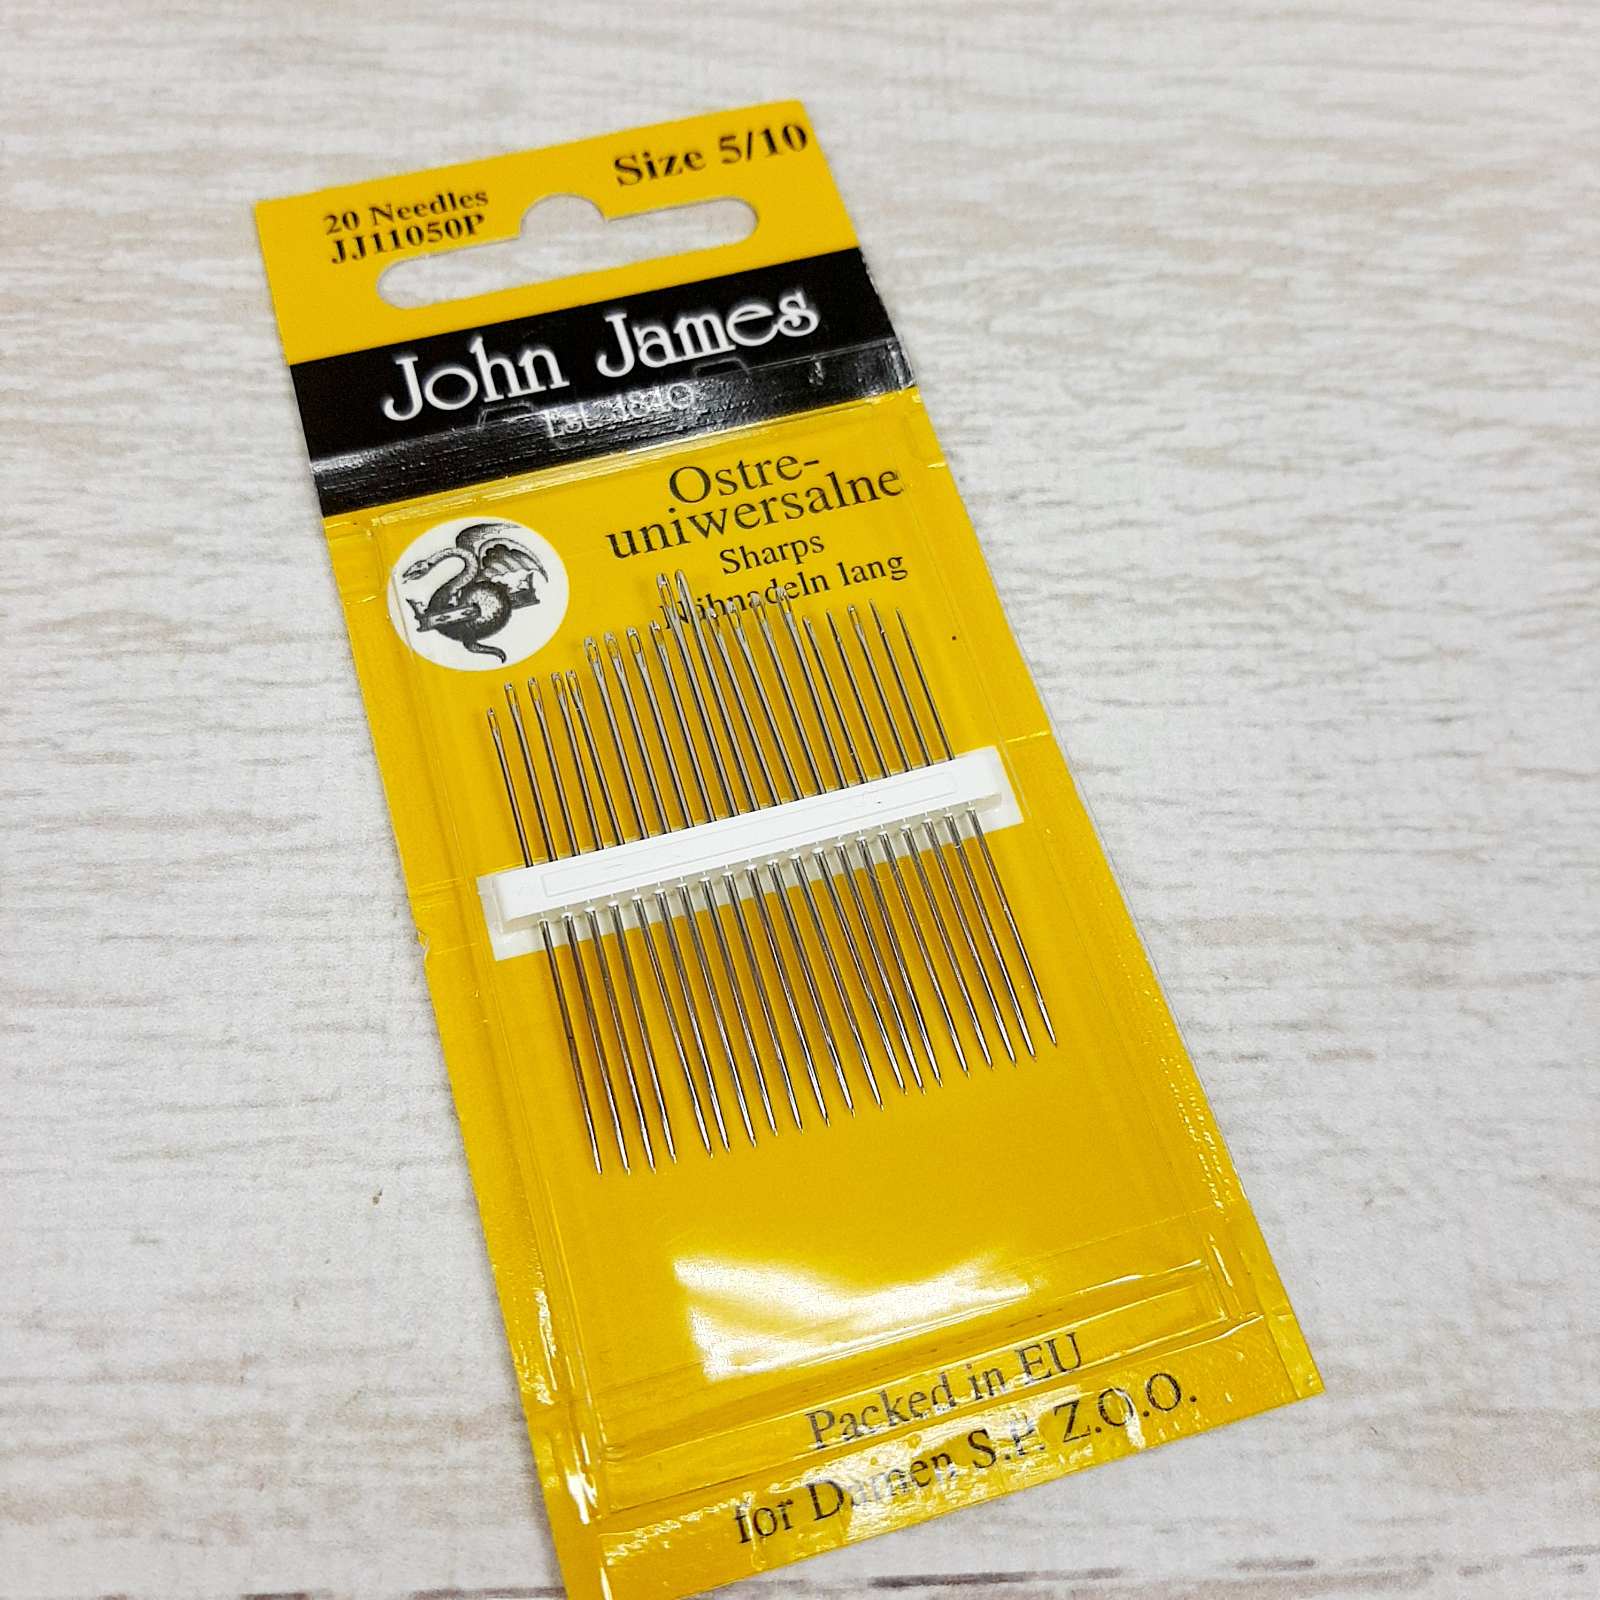 20 Needles
JJ11050P
Size 5/10
John James
Est. 1840
Ostre-
uniwersalne
Sharps
Nähnadeln lang
Packed in EU
for Damen S.P. Z.O.O.